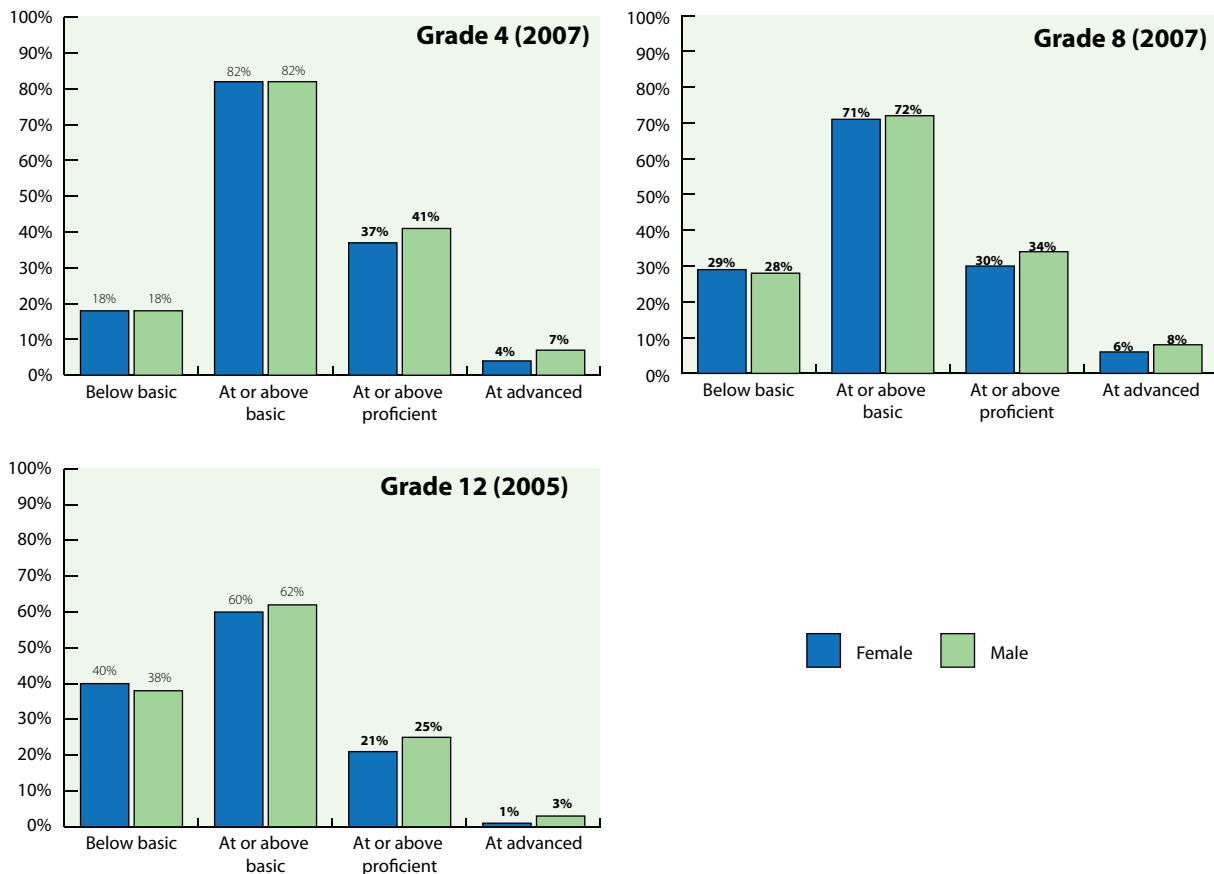 Grade 4 (2007)
100%
90%
80%
70%
60%
50%
40%
30%
20%
10%
0%
18%
18%
82%
82%
37%
41%
4%
7%
Below basic
At or above
basic
At or above
proficient
At advanced
Grade 8 (2007)
100%
90%
80%
70%
60%
50%
40%
30%
20%
10%
0%
29%
28%
71%
72%
30%
34%
6%
8%
Below basic
At or above
basic
At or above
proficient
At advanced
Grade 12 (2005)
100%
90%
80%
70%
60%
50%
40%
30%
20%
10%
0%
40%
38%
60%
62%
21%
25%
1%
3%
Below basic
At or above
basic
At or above
proficient
At advanced
Female
Male